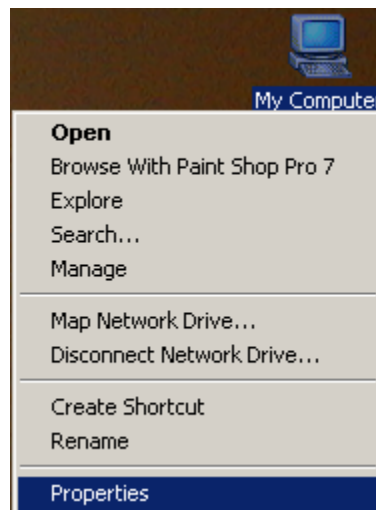 My Compute
Open
Browse With Paint Shop Pro 7
Explore
Search...
Manage
Map Network Drive...
Disconnect Network Drive...
Create Shortcut
Rename
Properties